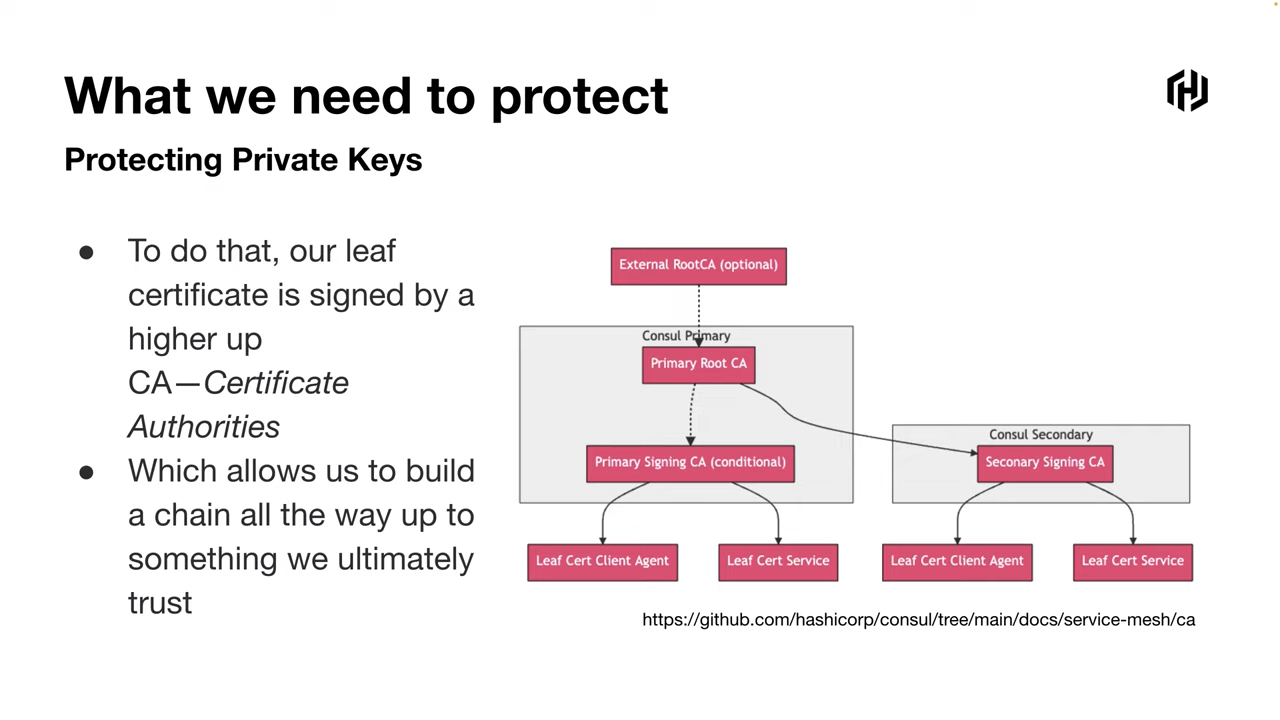 What we need to protect
Protecting Private Keys
● To do that, our leaf
certificate is signed by a
higher up
CA—Certificate
Authorities
● Which allows us to build
a chain all the way up to
something we ultimately
trust
External RootCA (optional)
Consul Primary
Primary Root CA
Primary Signing CA (conditional)
Consul Secondary
Seconary Signing CA
Leaf Cert Client Agent
Leaf Cert Service
Leaf Cert Client Agent
Leaf Cert Service
https://github.com/hashicorp/consul/tree/main/docs/service-mesh/ca